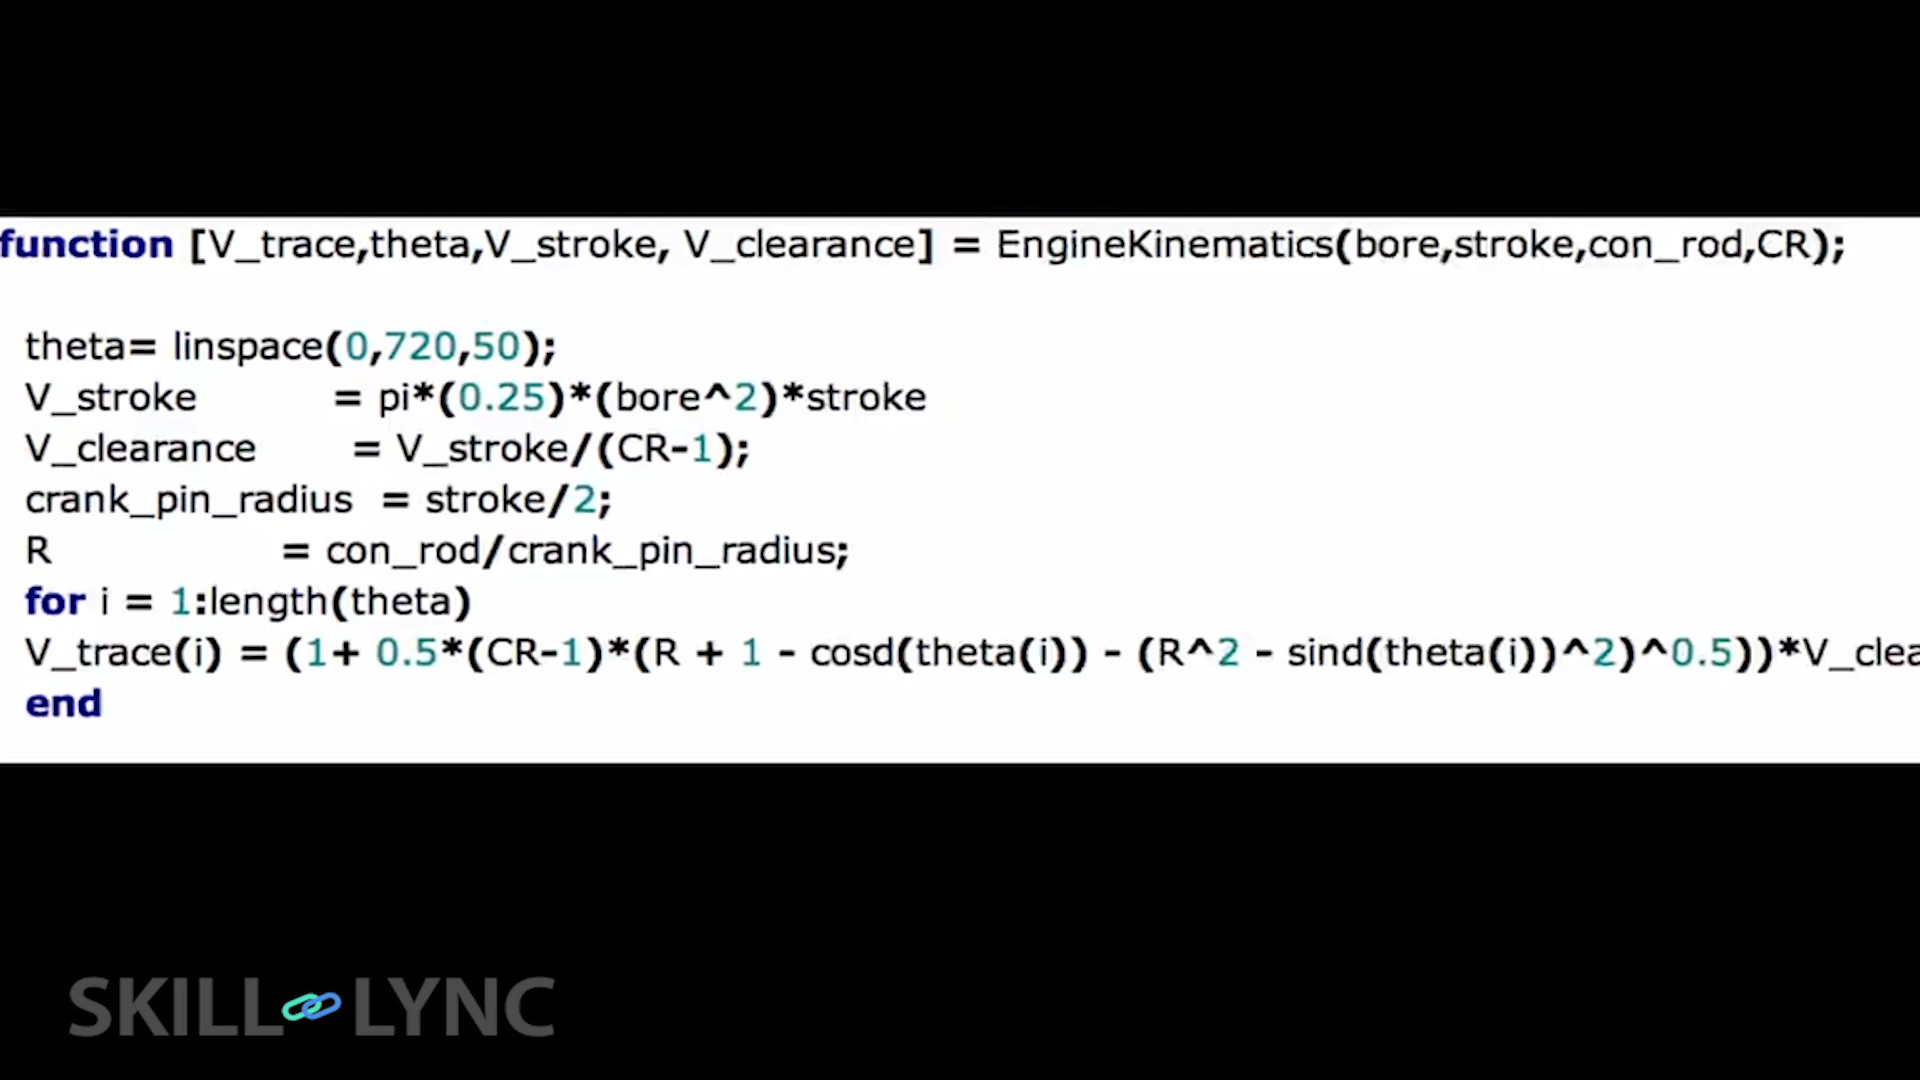 function [V_trace,theta,V_stroke, V_clearance] = EngineKinematics(bore,stroke,con_rod,CR);
theta= linspace(0,720,50);
V_stroke = pi*(0.25)*(bore^2)*stroke
V_clearance = V_stroke/(CR-1);
crank_pin_radius = stroke/2;
R = con_rod/crank_pin_radius;
for i = 1:length(theta)
V_trace(i) = (1+ 0.5*(CR-1)*(R + 1 - cosd(theta(i)) - (R^2 - sind(theta(i))^2)^0.5))*V_clea
end
SKILL LYNC